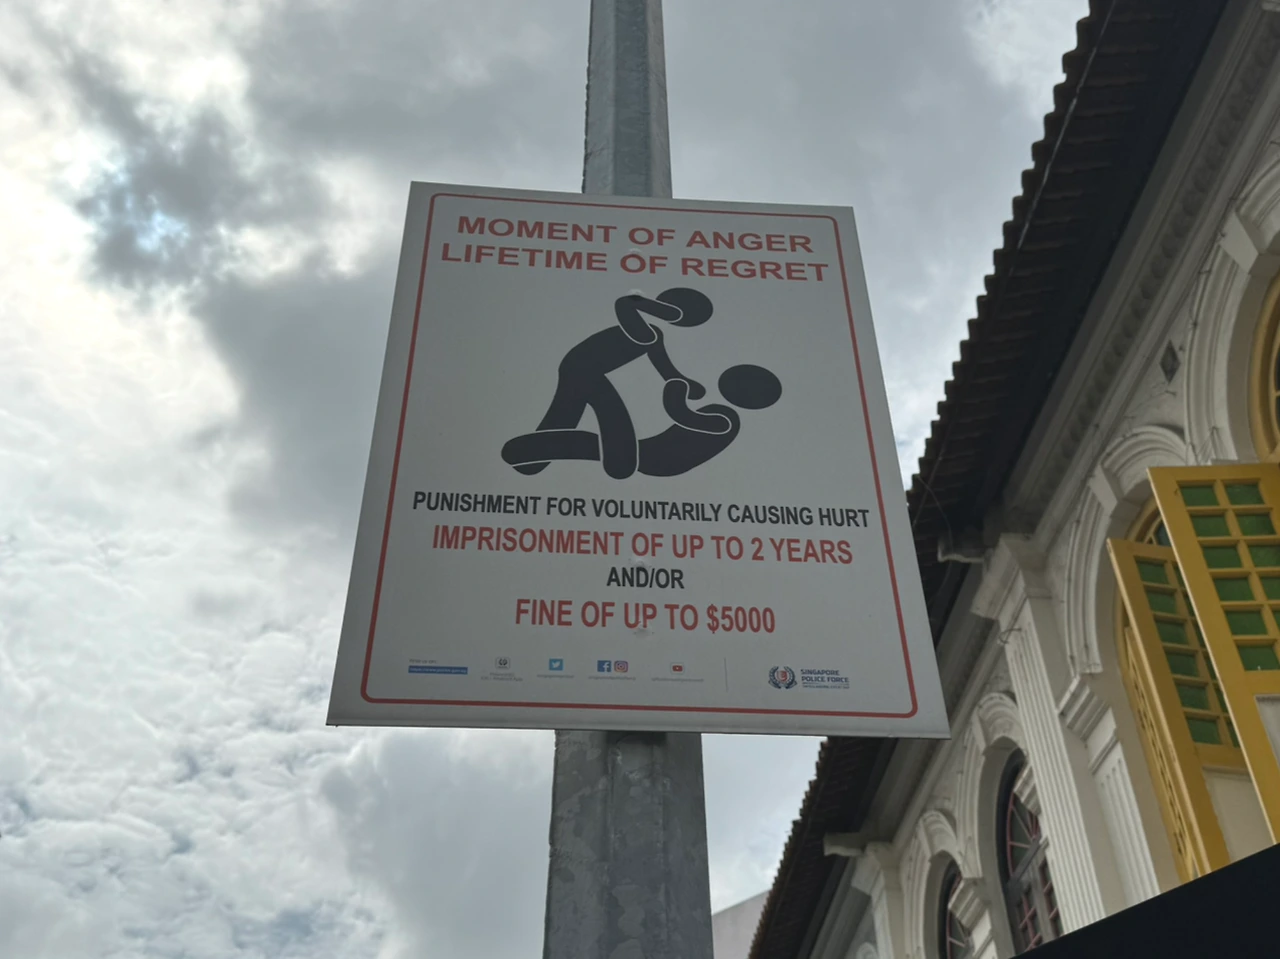 MOMENT OF ANGER
LIFETIME OF REGRET
PUNISHMENT FOR VOLUNTARILY CAUSING HURT
IMPRISONMENT OF UP TO 2 YEARS
AND/OR
FINE OF UP TO $5000
SINGAPORE
POLICE FORCE